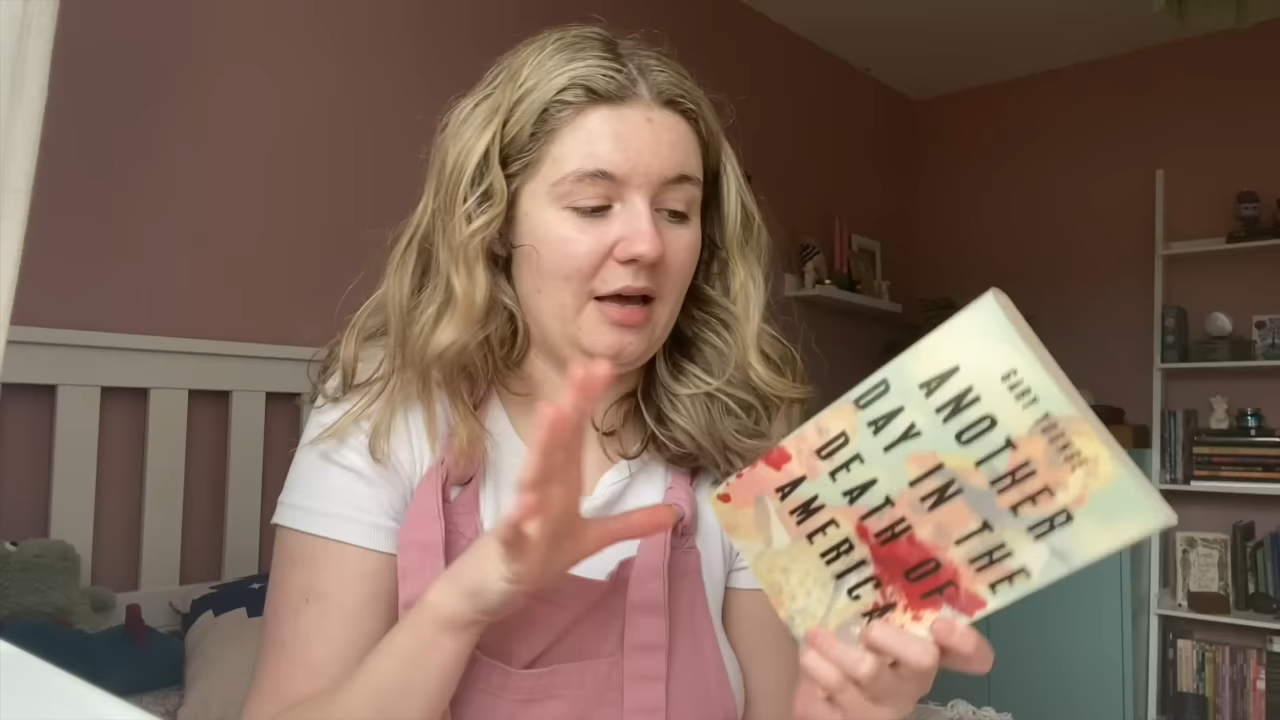 GARY YOUNGE
ANOTHER
DAY IN THE
DEATH OF
AMERICA